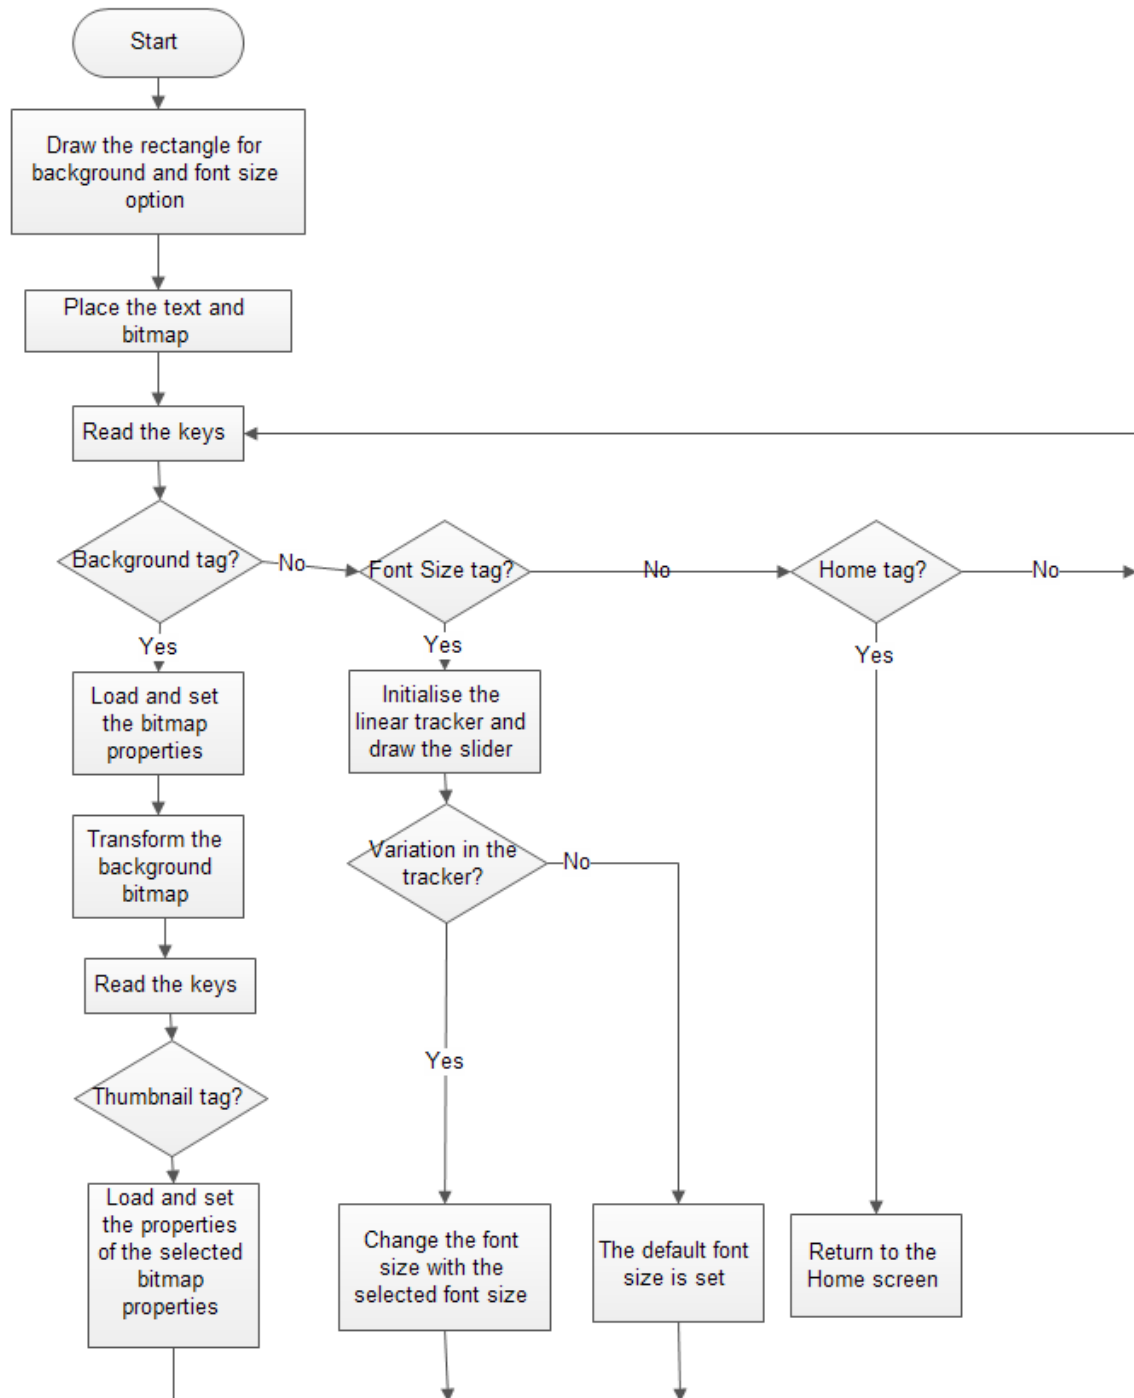 Start
Draw the rectangle for
background and font size
option
Place the text and
bitmap
Read the keys
Background tag?
No
Font Size tag?
No
Home tag?
No
Yes
Yes
Yes
Load and set
the bitmap
properties
Initialise the
linear tracker and
draw the slider
Transform the
background
bitmap
Variation in the
tracker?
No
Read the keys
Yes
Thumbnail tag?
Load and set
the properties
of the selected
bitmap
properties
Change the font
size with the
selected font size
The default font
size is set
Return to the
Home screen